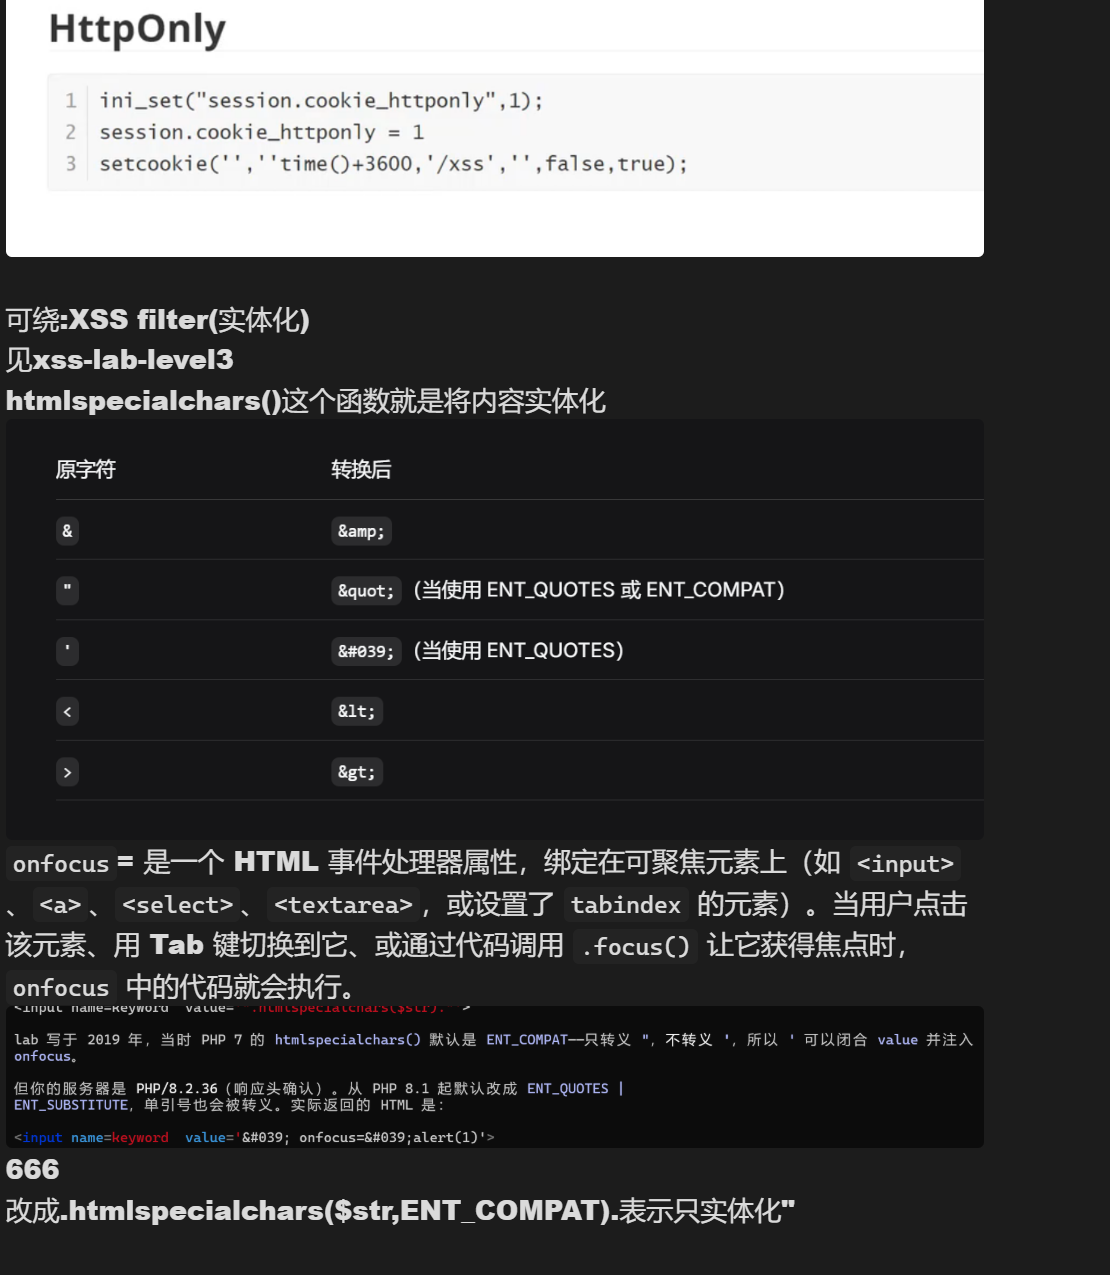 HttpOnly
1 ini_set("session.cookie_httponly",1);
2 session.cookie_httponly = 1
3 setcookie('',''time()+3600,'/xss','',false,true);
可绕:XSS filter(实体化)
见xss-lab-level3
htmlspecialchars()这个函数就是将内容实体化
原字符 转换后
& &amp;
" &quot; (当使用 ENT_QUOTES 或 ENT_COMPAT)
' &#039; (当使用 ENT_QUOTES)
< &lt;
> &gt;
onfocus= 是一个 HTML 事件处理器属性，绑定在可聚焦元素上（如 <input>
、<a>、<select>、<textarea>，或设置了 tabindex 的元素）。当用户点击
该元素、用 Tab 键切换到它、或通过代码调用 .focus() 让它获得焦点时，
onfocus 中的代码就会执行。
<input name=keyword value='".htmlspecialchars($str)."'>
lab 写于 2019 年，当时 PHP 7 的 htmlspecialchars() 默认是 ENT_COMPAT——只转义 "，不转义 '，所以 ' 可以闭合 value 并注入
onfocus。
但你的服务器是 PHP/8.2.36（响应头确认）。从 PHP 8.1 起默认改成 ENT_QUOTES |
ENT_SUBSTITUTE，单引号也会被转义。实际返回的 HTML 是：
<input name=keyword  value='&#039; onfocus=&#039;alert(1)'>
666
改成.htmlspecialchars($str,ENT_COMPAT).表示只实体化"